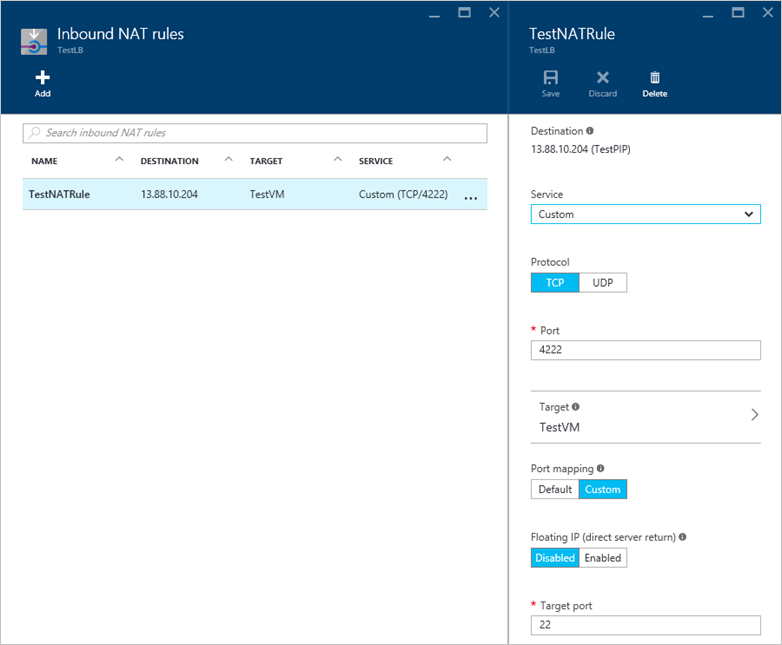 Inbound NAT rules
TestLB
Add
Search inbound NAT rules
NAME DESTINATION TARGET SERVICE
TestNATRule 13.88.10.204 TestVM Custom (TCP/4222) ...
TestNATRule
TestLB
Save Discard Delete
Destination
13.88.10.204 (TestPIP)
Service
Custom
Protocol
TCP UDP
* Port
4222
Target
TestVM
Port mapping
Default Custom
Floating IP (direct server return)
Disabled Enabled
* Target port
22